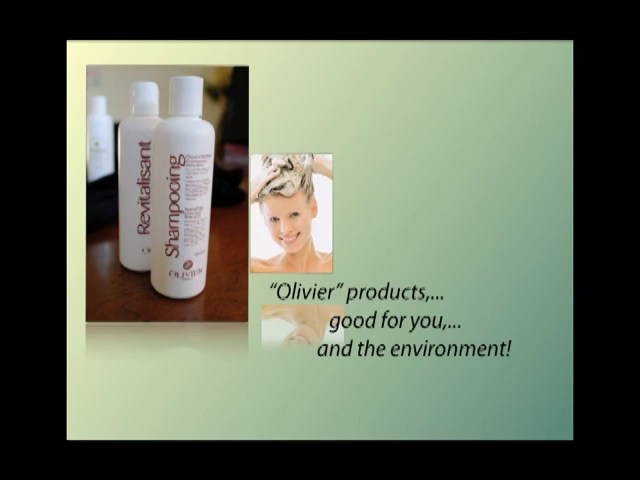 Revitalisant
Shampooing
OLIVIER
"Olivier" products,...
good for you,...
and the environment!